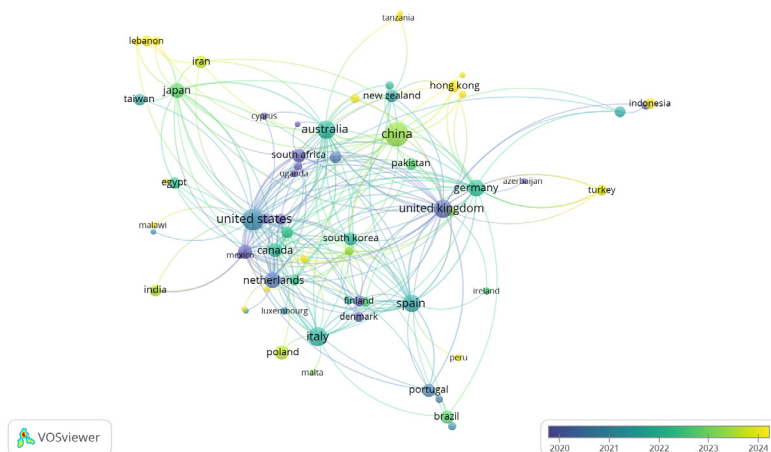 tanzania
lebanon
iran
japan
taiwan
new zealand
hong kong
indonesia
cyprus
australia
china
south africa
pakistan
uganda
egypt
azerbaijan
germany
turkey
united kingdom
united states
malawi
south korea
canada
mexico
netherlands
india
ireland
finland
spain
luxembourg
denmark
italy
poland
peru
malta
portugal
brazil
VOSviewer
2020 2021 2022 2023 2024